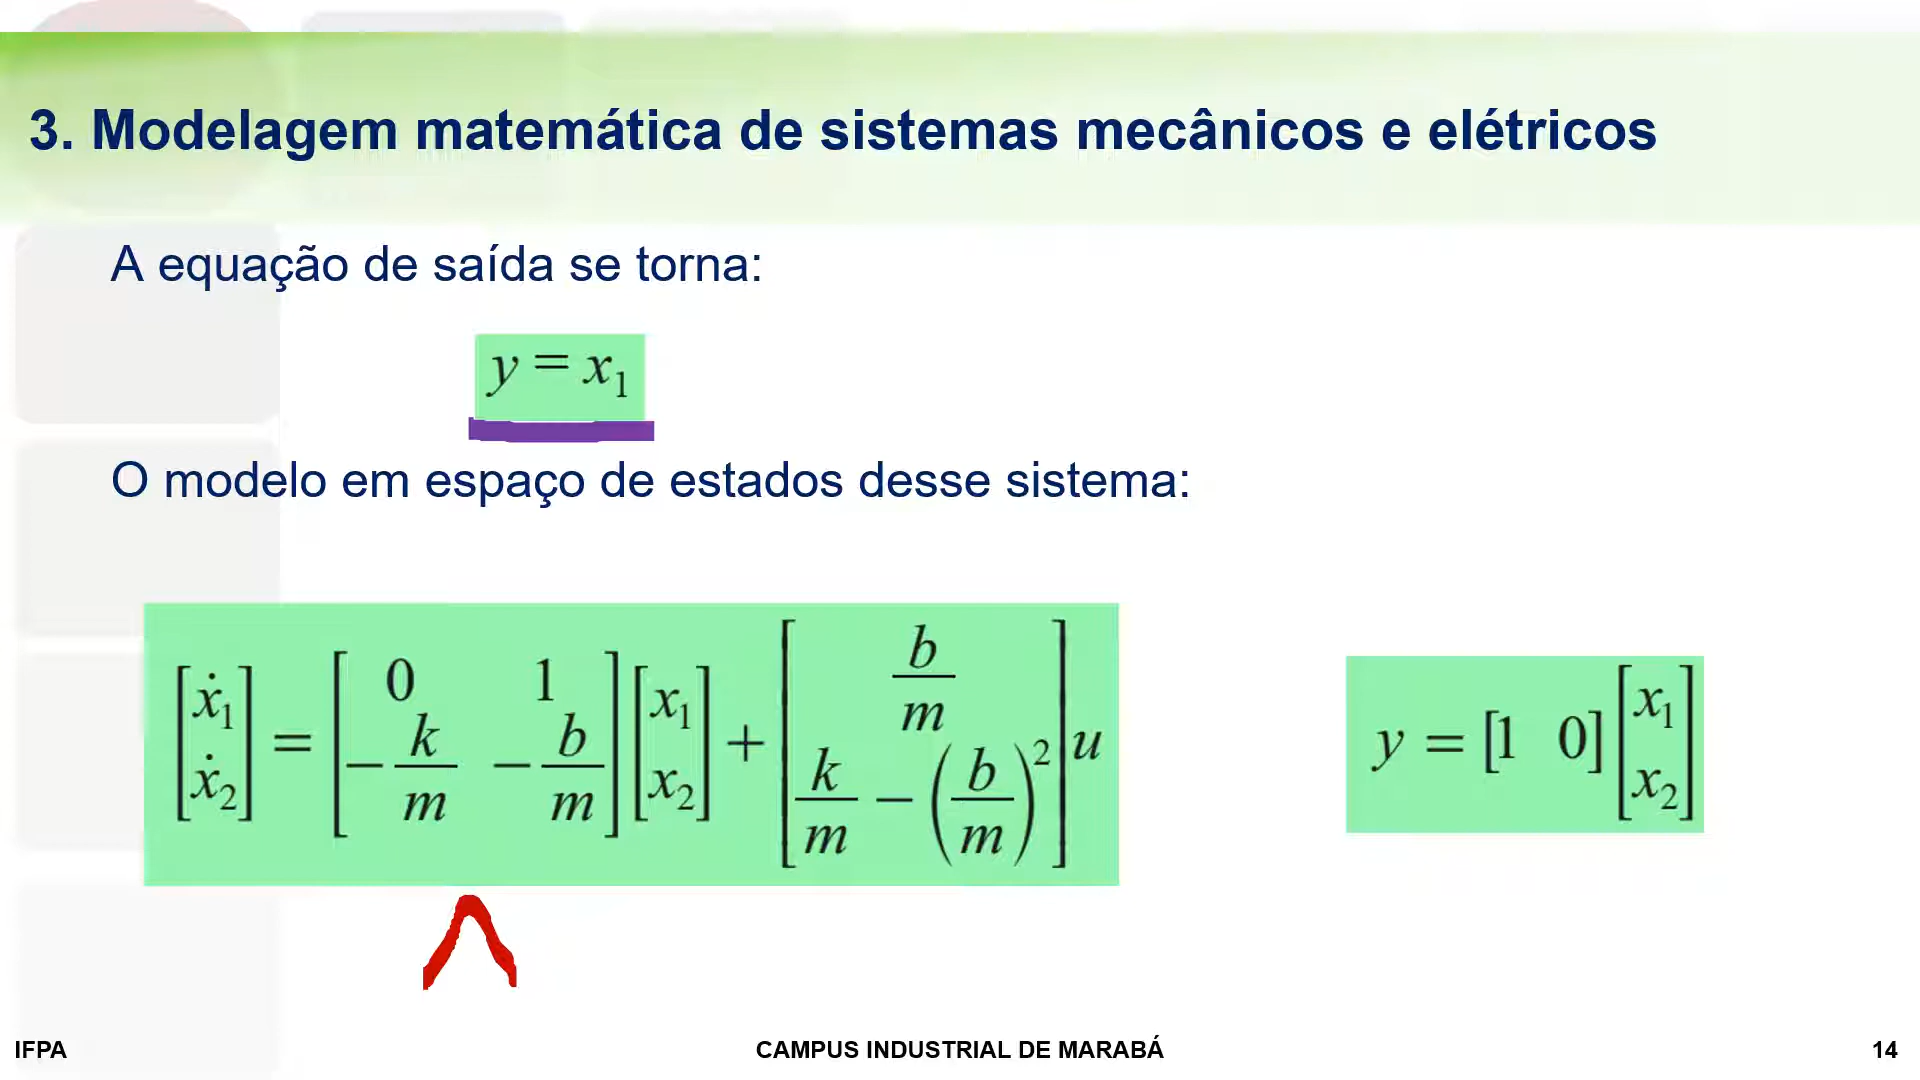 3. Modelagem matemática de sistemas mecânicos e elétricos
A equação de saída se torna:
y = x₁
O modelo em espaço de estados desse sistema:
[ẋ₁; ẋ₂] = [0 1; −k/m −b/m] [x₁; x₂] + [b/m; k/m − (b/m)²] u
y = [1 0] [x₁; x₂]
IFPA
CAMPUS INDUSTRIAL DE MARABÁ
14